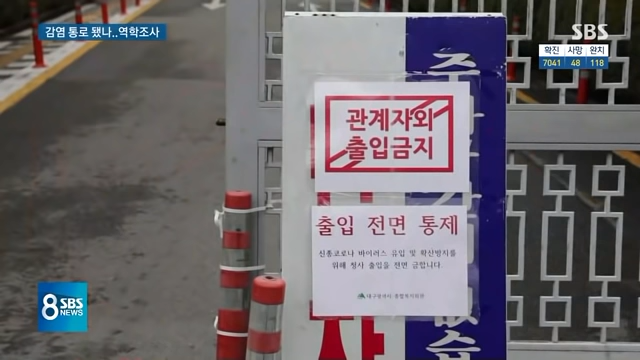 감염 통로 됐나..역학조사
SBS
확진 사망 완치
7041 48 118
관계자외
출입금지
출입 전면 통제
신종코로나 바이러스 유입 및 확산방지를
위해 청사 출입을 전면 금합니다.
사
8 SBS
NEWS